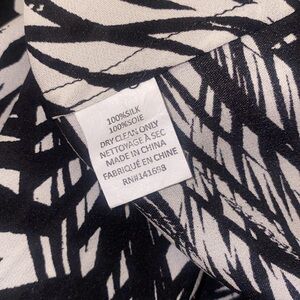 100%SILK
100%SOIE
DRY CLEAN ONLY
NETTOYAGE À SEC
MADE IN CHINA
FABRIQUÉ EN CHINE
RN#141698